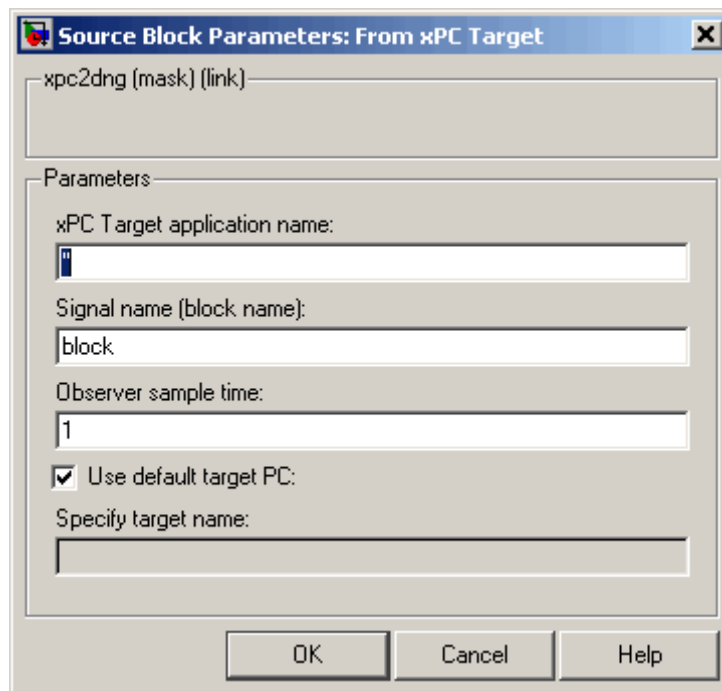 Source Block Parameters: From xPC Target
xpc2dng (mask) (link)
Parameters
xPC Target application name:
''
Signal name (block name):
block
Observer sample time:
1
Use default target PC:
Specify target name:
OK Cancel Help